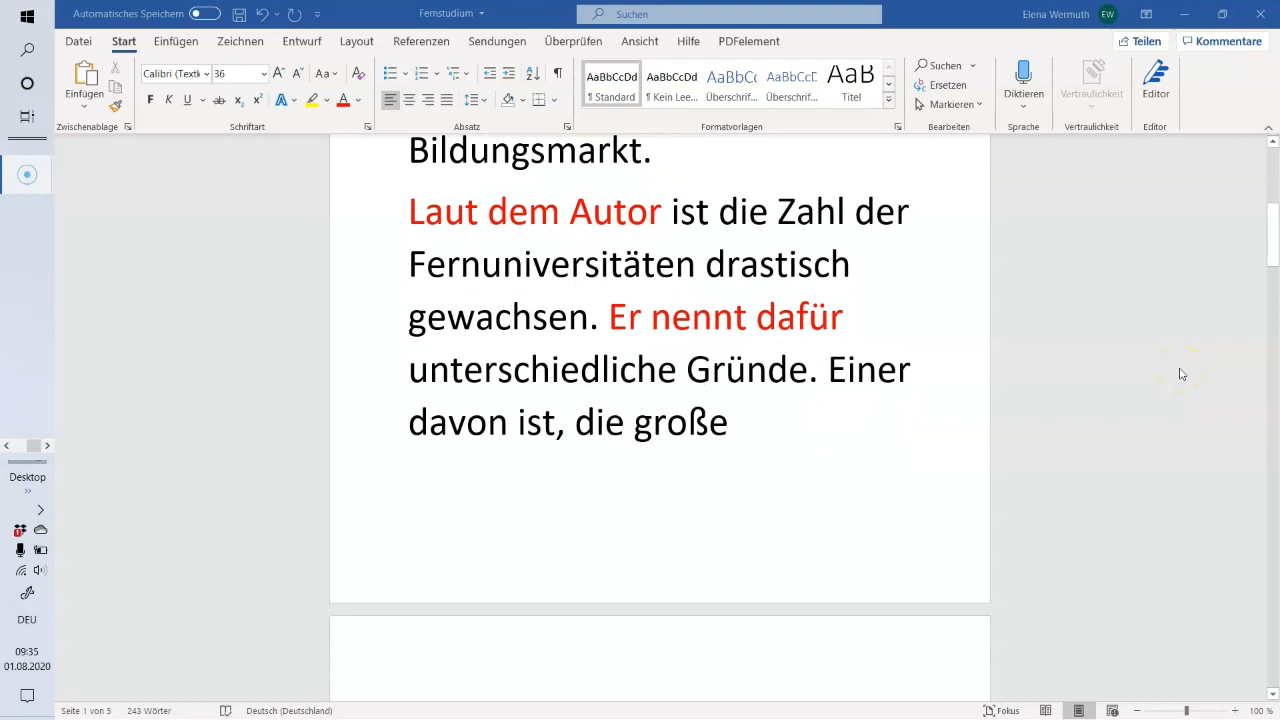 Automatisches Speichern
Fernstudium
Suchen
Elena Wermuth EW
Datei Start Einfügen Zeichnen Entwurf Layout Referenzen Sendungen Überprüfen Ansicht Hilfe PDFelement Teilen Kommentare
Einfügen
Calibri (Textk 36
AaBbCcDd AaBbCcDd AaBbCc AaBbCcD AaB
¶ Standard ¶ Kein Lee... Überschrif... Überschrif... Titel
Suchen
Ersetzen
Markieren
Diktieren Vertraulichkeit Editor
Zwischenablage Schriftart Absatz Formatvorlagen Bearbeiten Sprache Vertraulichkeit Editor
Bildungsmarkt.
Laut dem Autor ist die Zahl der
Fernuniversitäten drastisch
gewachsen. Er nennt dafür
unterschiedliche Gründe. Einer
davon ist, die große
Desktop
DEU
09:35
01.08.2020
Seite 1 von 5 243 Wörter Deutsch (Deutschland) Fokus 100 %